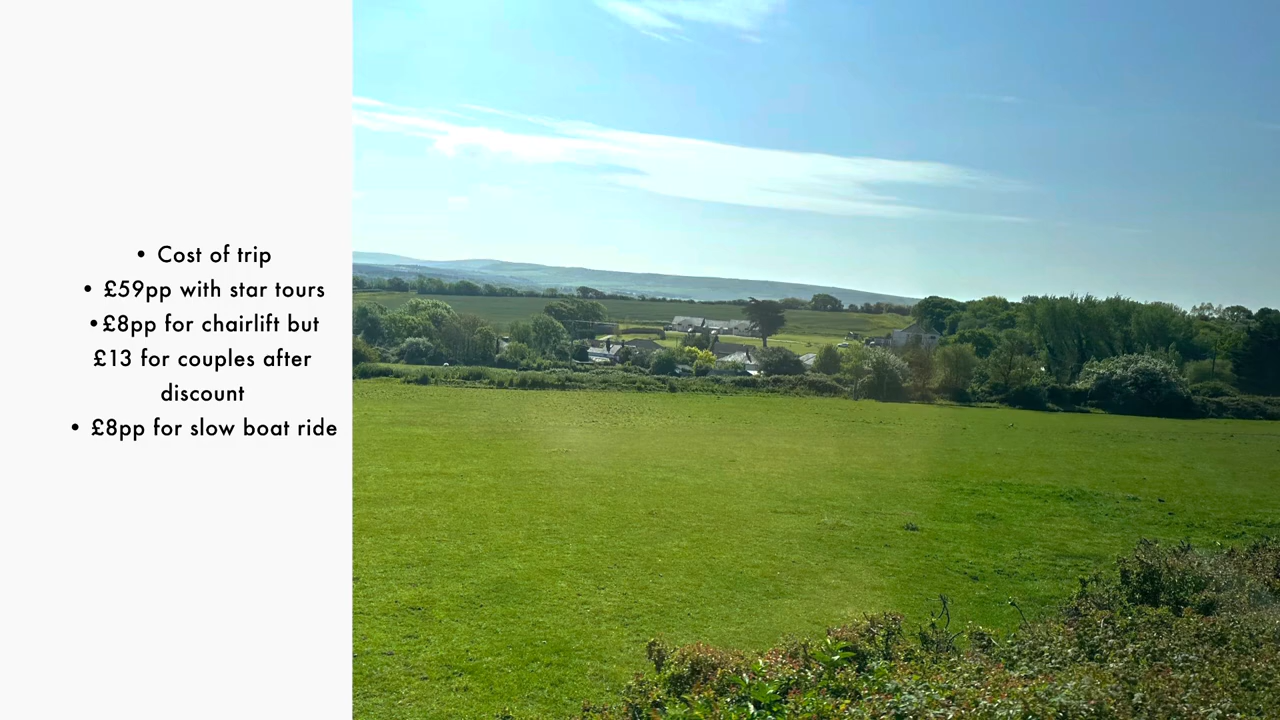 • Cost of trip
• £59pp with star tours
•£8pp for chairlift but
£13 for couples after
discount
• £8pp for slow boat ride